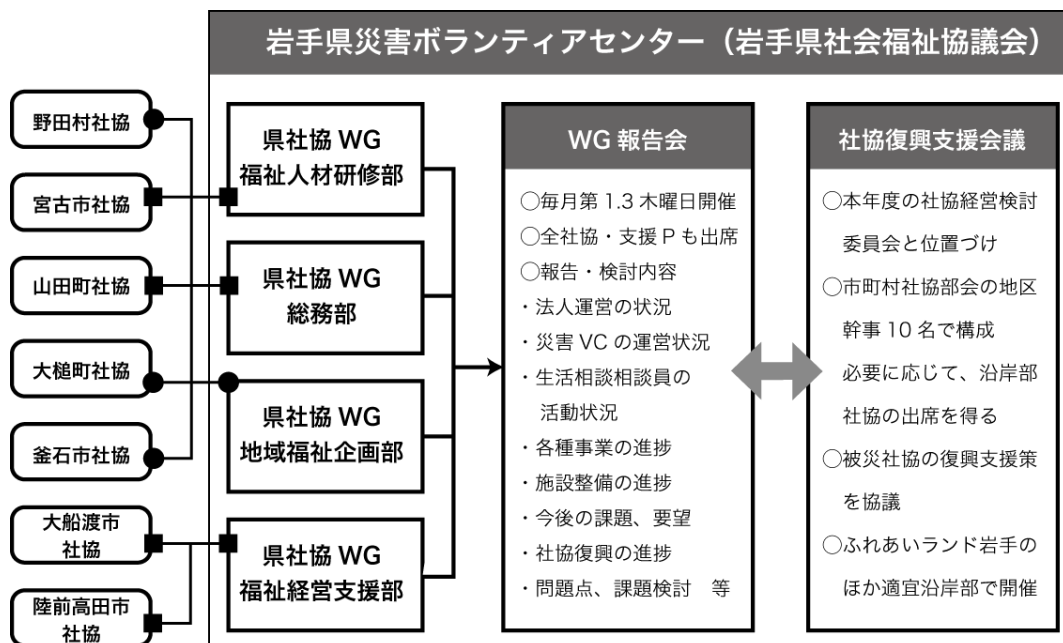 岩手県災害ボランティアセンター（岩手県社会福祉協議会）
野田村社協
宮古市社協
山田町社協
大槌町社協
釜石市社協
大船渡市
社協
陸前高田市
社協
県社協 WG
福祉人材研修部
県社協 WG
総務部
県社協 WG
地域福祉企画部
県社協 WG
福祉経営支援部
WG 報告会
○毎月第 1.3 木曜日開催
○全社協・支援 P も出席
○報告・検討内容
・法人運営の状況
・災害 VC の運営状況
・生活相談相談員の
活動状況
・各種事業の進捗
・施設整備の進捗
・今後の課題、要望
・社協復興の進捗
・問題点、課題検討　等
社協復興支援会議
○本年度の社協経営検討
委員会と位置づけ
○市町村社協部会の地区
幹事 10 名で構成
必要に応じて、沿岸部
社協の出席を得る
○被災社協の復興支援策
を協議
○ふれあいランド岩手の
ほか適宜沿岸部で開催